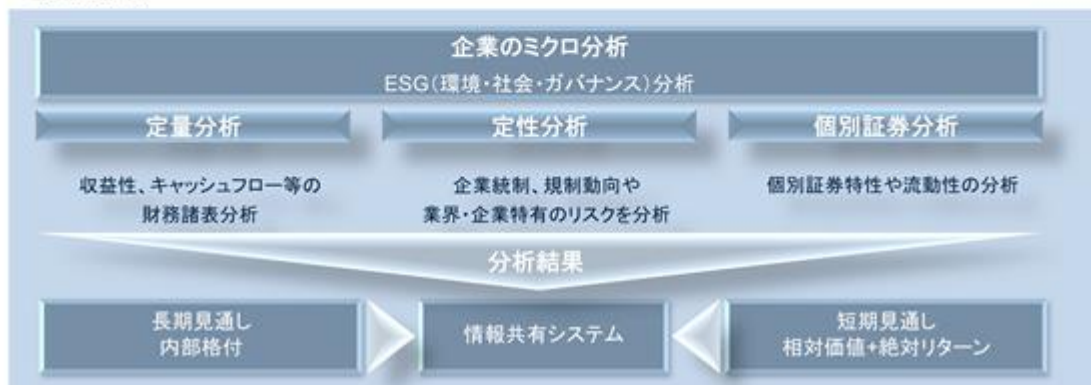 企業のミクロ分析
ESG(環境・社会・ガバナンス)分析
定量分析
定性分析
個別証券分析
収益性、キャッシュフロー等の
財務諸表分析
企業統制、規制動向や
業界・企業特有のリスクを分析
個別証券特性や流動性の分析
分析結果
長期見通し
内部格付
情報共有システム
短期見通し
相対価値+絶対リターン